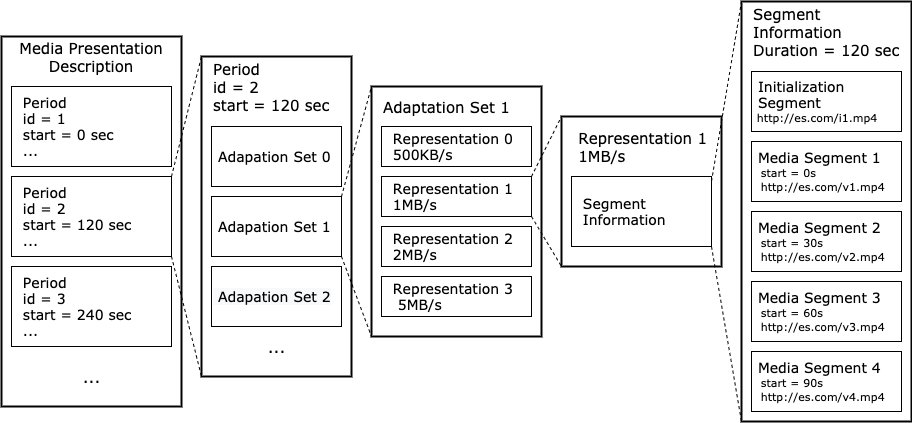 Media Presentation
Description
Period
id = 1
start = 0 sec
...
Period
id = 2
start = 120 sec
...
Period
id = 3
start = 240 sec
...
...
Period
id = 2
start = 120 sec
Adapation Set 0
Adapation Set 1
Adapation Set 2
...
Adaptation Set 1
Representation 0
500KB/s
Representation 1
1MB/s
Representation 2
2MB/s
Representation 3
5MB/s
Representation 1
1MB/s
Segment
Information
Segment
Information
Duration = 120 sec
Initialization
Segment
http://es.com/i1.mp4
Media Segment 1
start = 0s
http://es.com/v1.mp4
Media Segment 2
start = 30s
http://es.com/v2.mp4
Media Segment 3
start = 60s
http://es.com/v3.mp4
Media Segment 4
start = 90s
http://es.com/v4.mp4